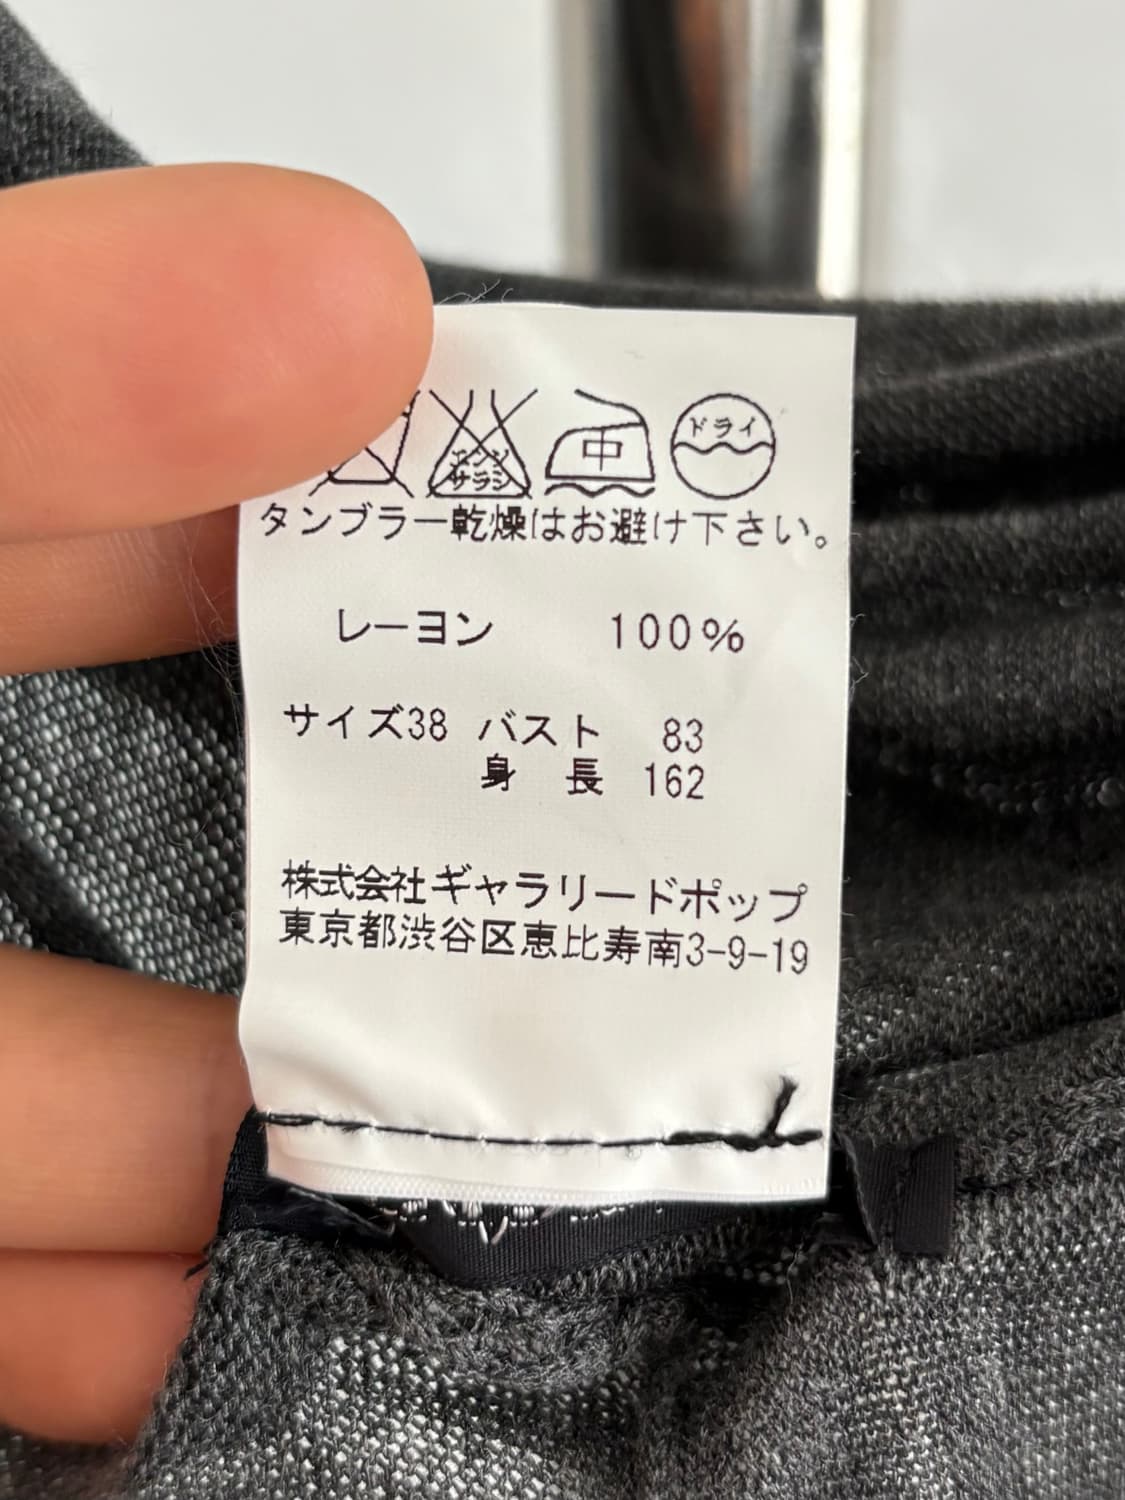 エンソ サラシ 中 ドライ
タンブラー乾燥はお避け下さい。
レーヨン 100%
サイズ38 バスト 83
身長 162
株式会社ギャラリードポップ
東京都渋谷区恵比寿南3-9-19